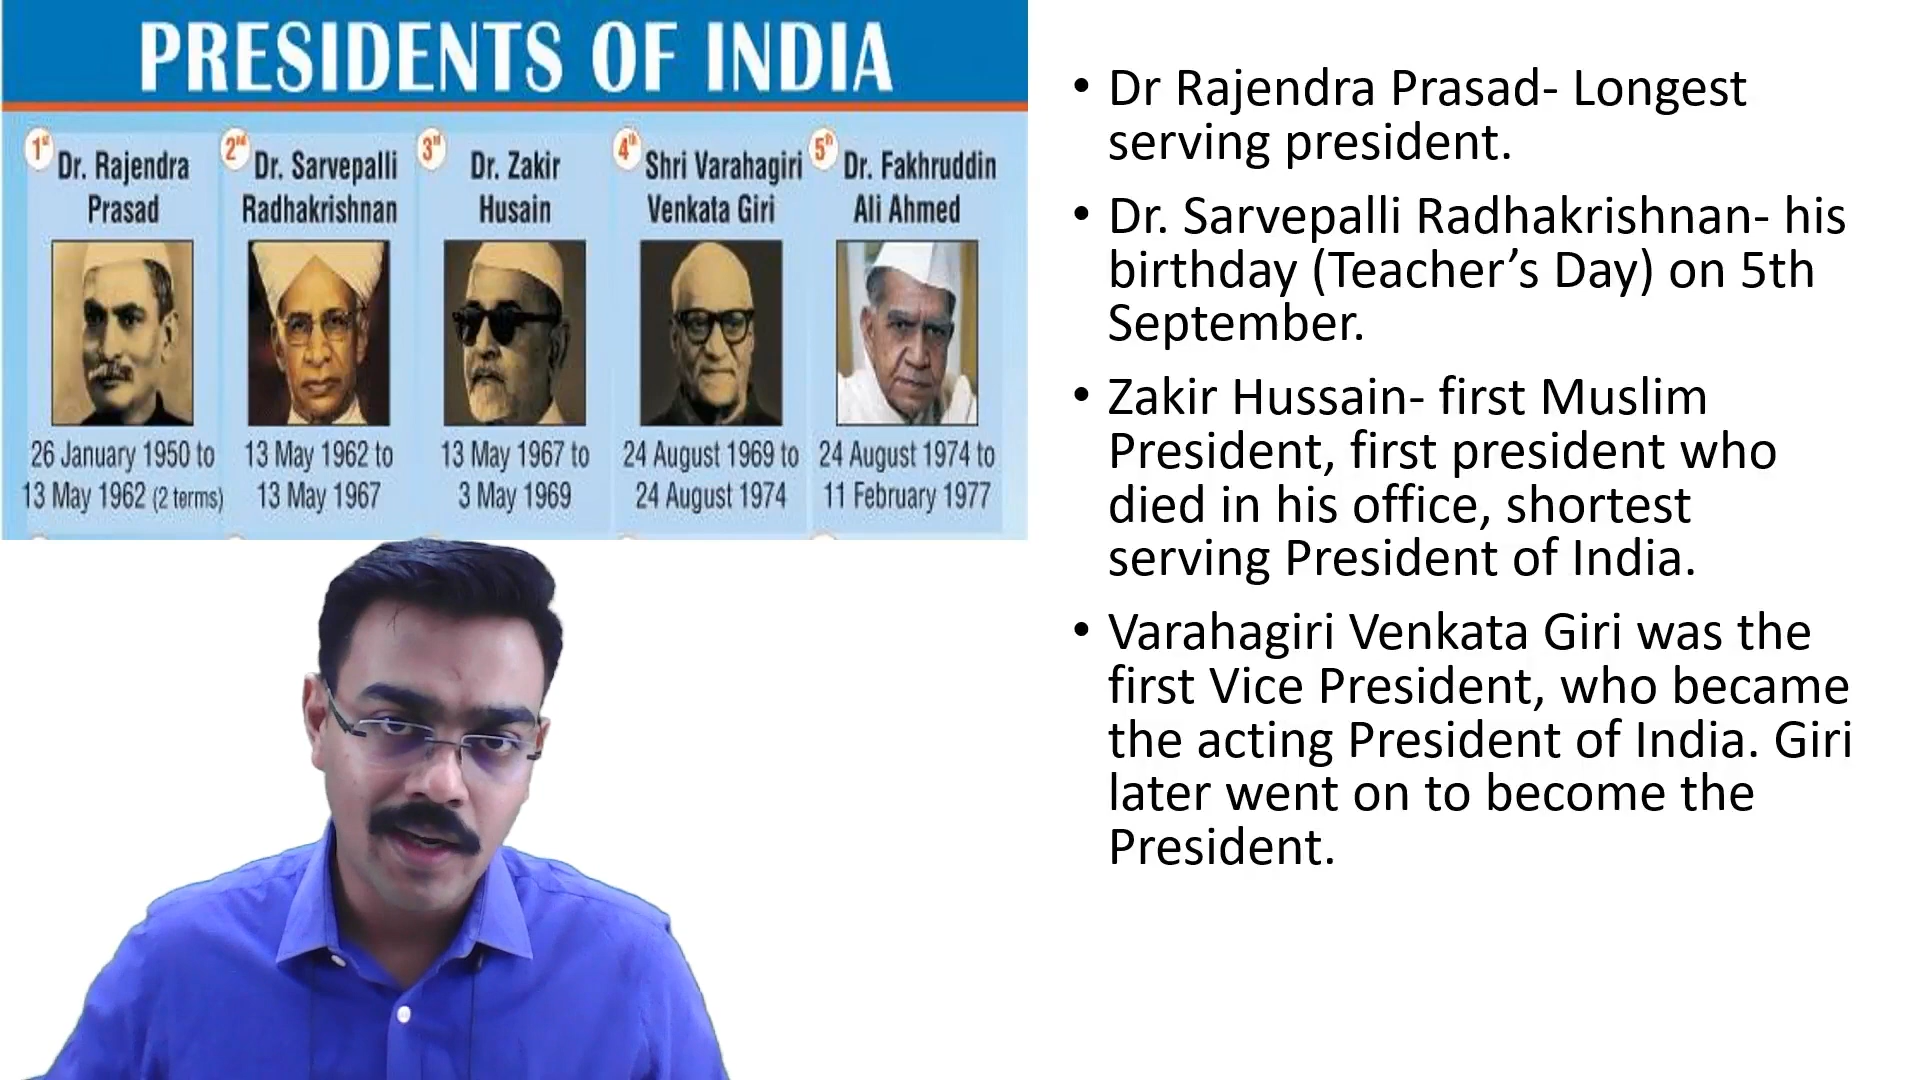 PRESIDENTS OF INDIA
1st
Dr. Rajendra
Prasad
26 January 1950 to
13 May 1962 (2 terms)
2nd
Dr. Sarvepalli
Radhakrishnan
13 May 1962 to
13 May 1967
3rd
Dr. Zakir
Husain
13 May 1967 to
3 May 1969
4th
Shri Varahagiri
Venkata Giri
24 August 1969 to
24 August 1974
5th
Dr. Fakhruddin
Ali Ahmed
24 August 1974 to
11 February 1977
• Dr Rajendra Prasad- Longest
serving president.
• Dr. Sarvepalli Radhakrishnan- his
birthday (Teacher’s Day) on 5th
September.
• Zakir Hussain- first Muslim
President, first president who
died in his office, shortest
serving President of India.
• Varahagiri Venkata Giri was the
first Vice President, who became
the acting President of India. Giri
later went on to become the
President.